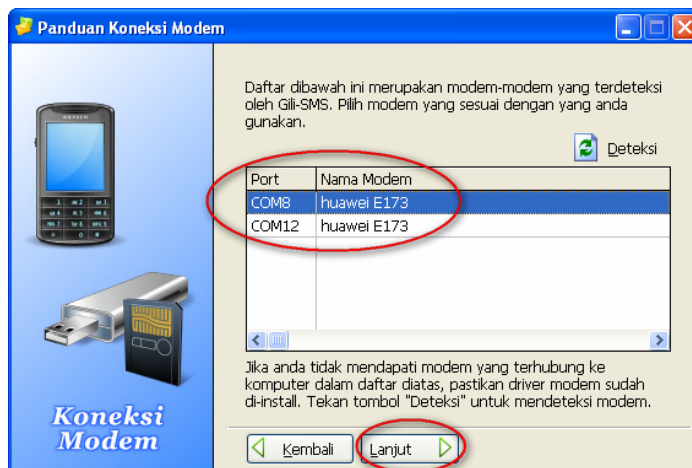 Panduan Koneksi Modem
Daftar dibawah ini merupakan modem-modem yang terdeteksi
oleh Gili-SMS. Pilih modem yang sesuai dengan yang anda
gunakan.
Deteksi
Port Nama Modem
COM8 huawei E173
COM12 huawei E173
Jika anda tidak mendapati modem yang terhubung ke
komputer dalam daftar diatas, pastikan driver modem sudah
di-install. Tekan tombol "Deteksi" untuk mendeteksi modem.
Koneksi
Modem
Kembali
Lanjut